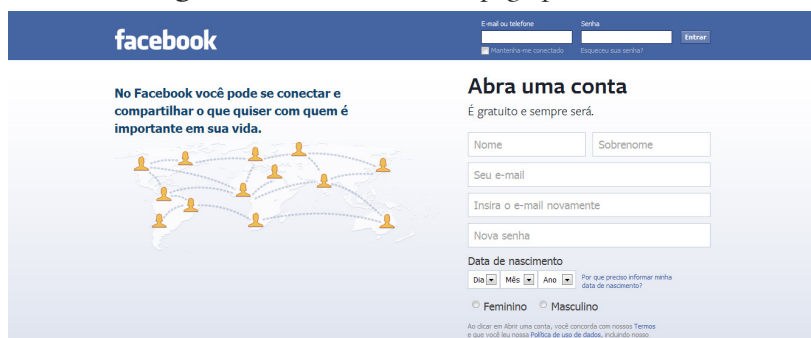 facebook
E-mail ou telefone
Senha
Entrar
Mantenha-me conectado
Esqueceu sua senha?
No Facebook você pode se conectar e
compartilhar o que quiser com quem é
importante em sua vida.
Abra uma conta
É gratuito e sempre será.
Nome
Sobrenome
Seu e-mail
Insira o e-mail novamente
Nova senha
Data de nascimento
Dia
Mês
Ano
Por que preciso informar minha
data de nascimento?
Feminino
Masculino
Ao clicar em Abrir uma conta, você concorda com nossos Termos
e que você leu nossa Política de uso de dados, incluindo nosso